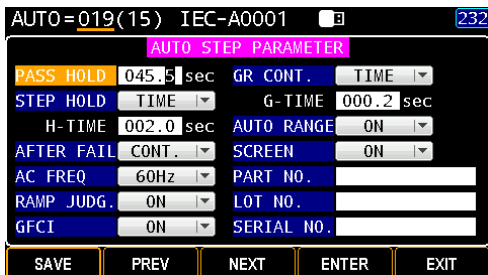 AUTO=019(15) IEC-A0001 232
AUTO STEP PARAMETER
PASS HOLD 045.5 sec GR CONT. TIME
STEP HOLD TIME G-TIME 000.2 sec
H-TIME 002.0 sec AUTO RANGE ON
AFTER FAIL CONT. SCREEN ON
AC FREQ 60Hz PART NO.
RAMP JUDG. ON LOT NO.
GFCI ON SERIAL NO.
SAVE PREV NEXT ENTER EXIT